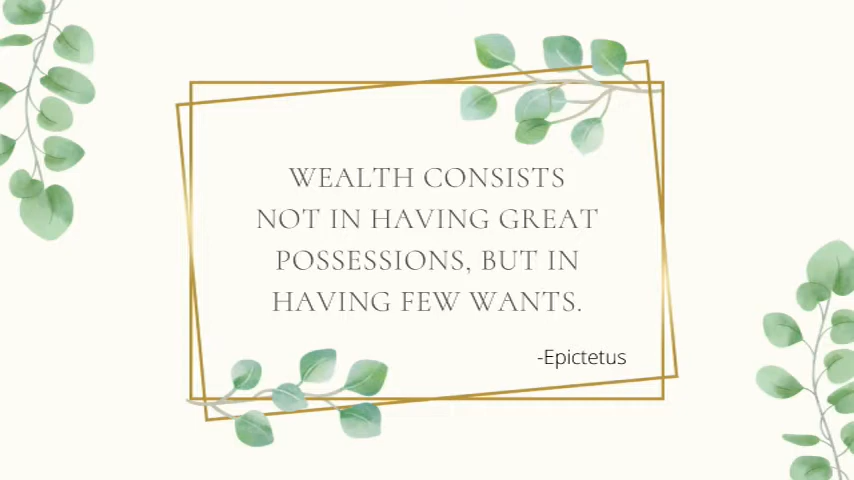 WEALTH CONSISTS
NOT IN HAVING GREAT
POSSESSIONS, BUT IN
HAVING FEW WANTS.
-Epictetus